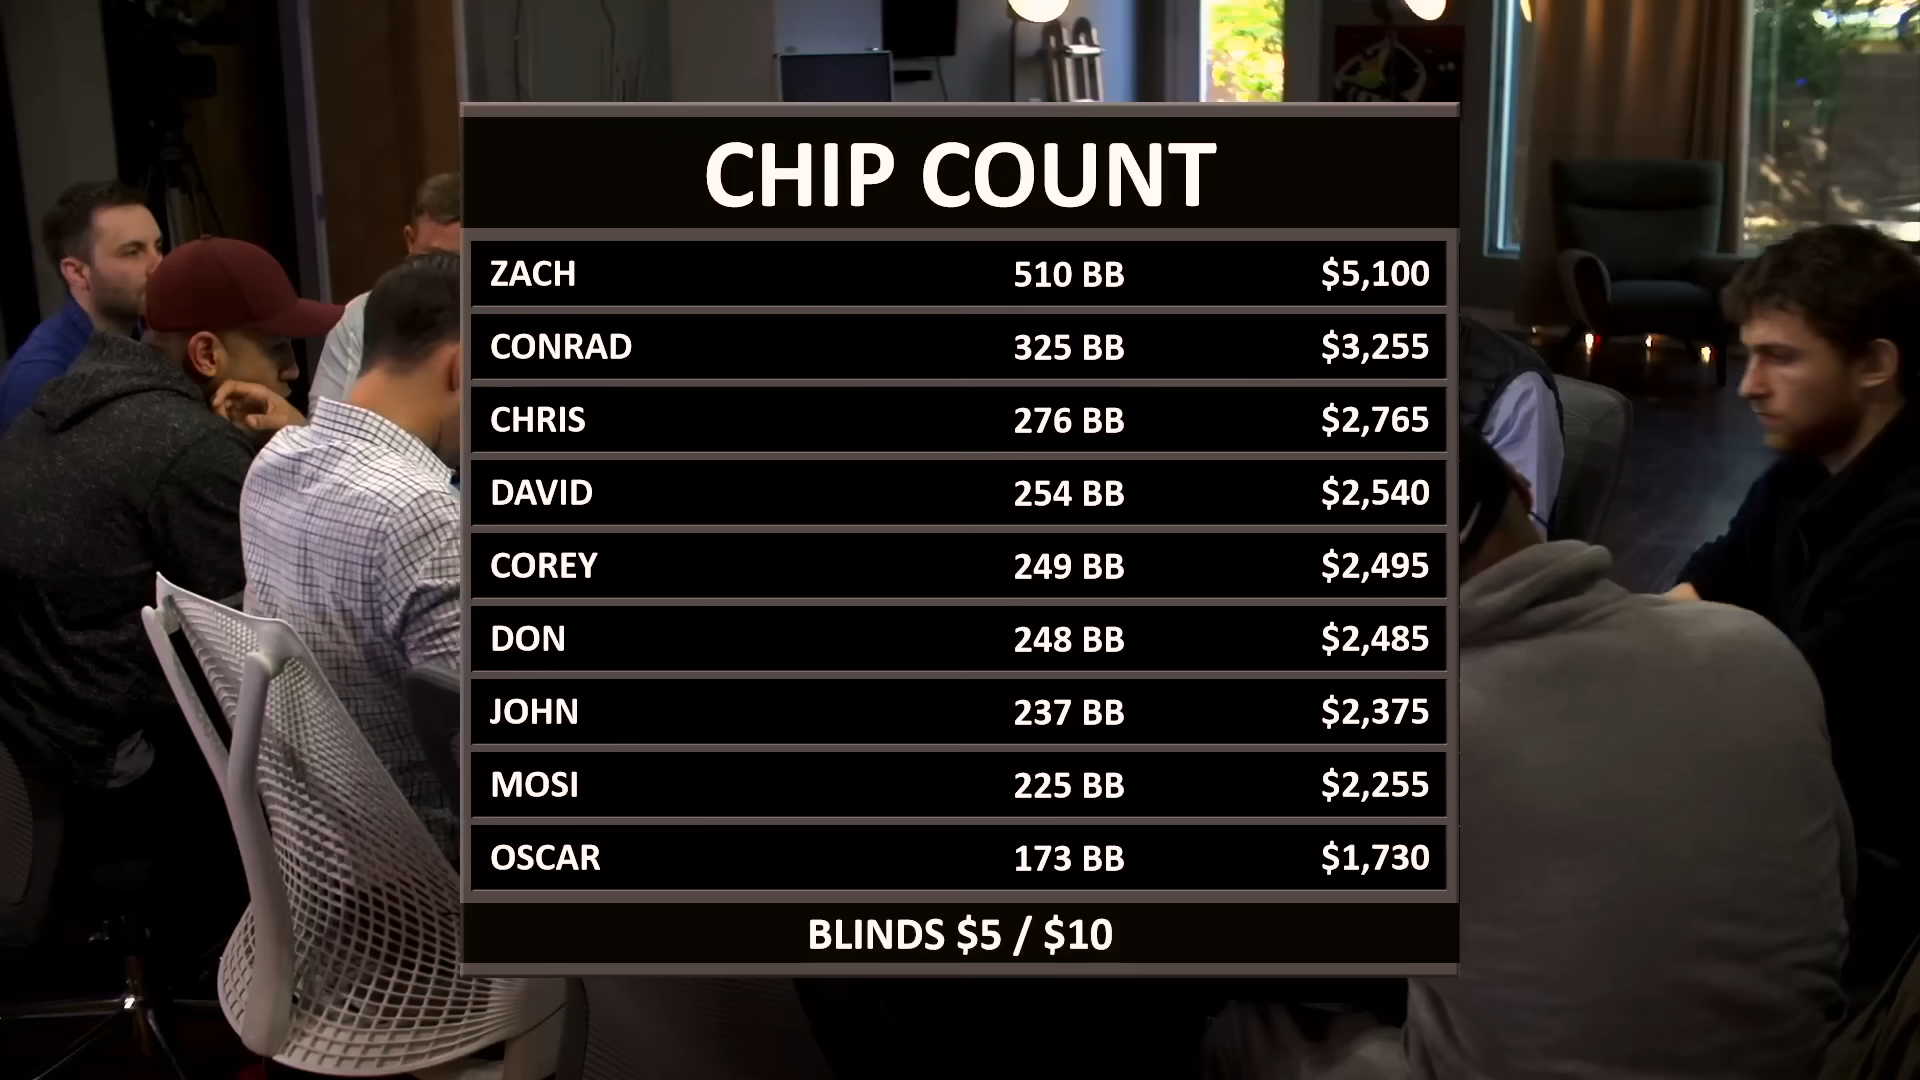 CHIP COUNT
ZACH 510 BB $5,100
CONRAD 325 BB $3,255
CHRIS 276 BB $2,765
DAVID 254 BB $2,540
COREY 249 BB $2,495
DON 248 BB $2,485
JOHN 237 BB $2,375
MOSI 225 BB $2,255
OSCAR 173 BB $1,730
BLINDS $5 / $10